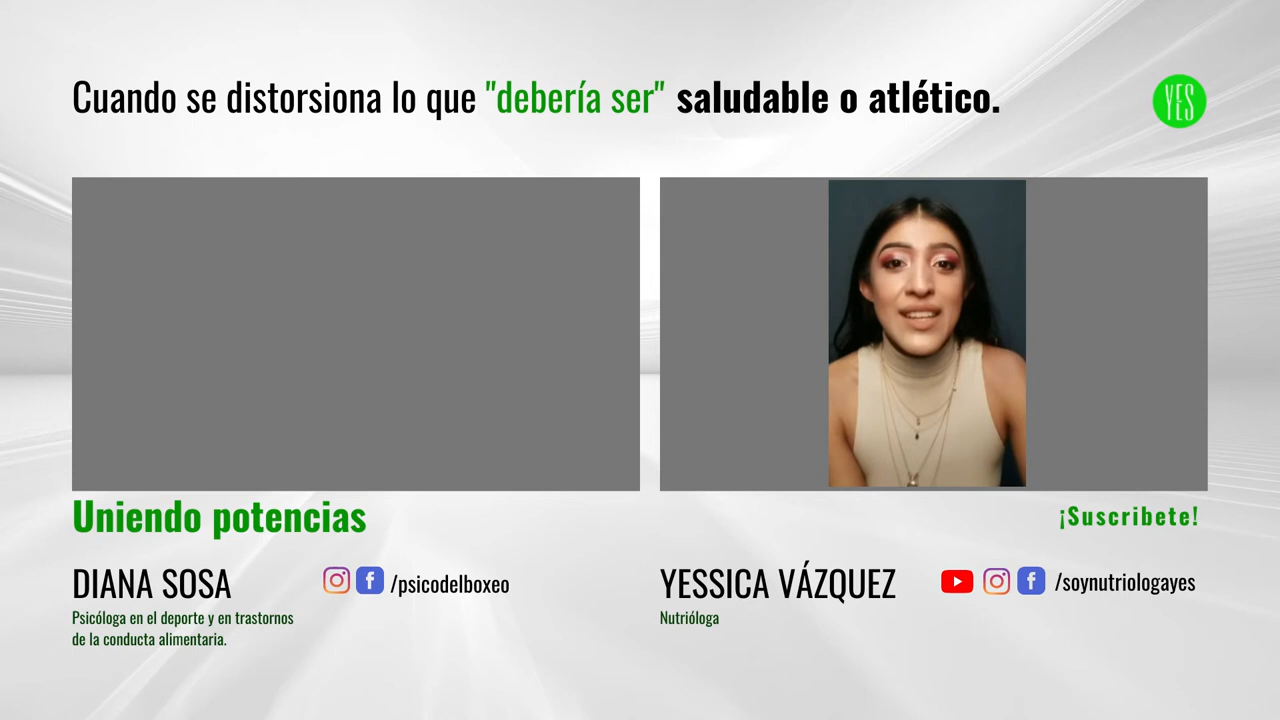 Cuando se distorsiona lo que "debería ser" saludable o atlético.
YES
Uniendo potencias
¡Suscribete!
DIANA SOSA
/psicodelboxeo
Psicóloga en el deporte y en trastornos
de la conducta alimentaria.
YESSICA VÁZQUEZ
/soynutriologayes
Nutrióloga